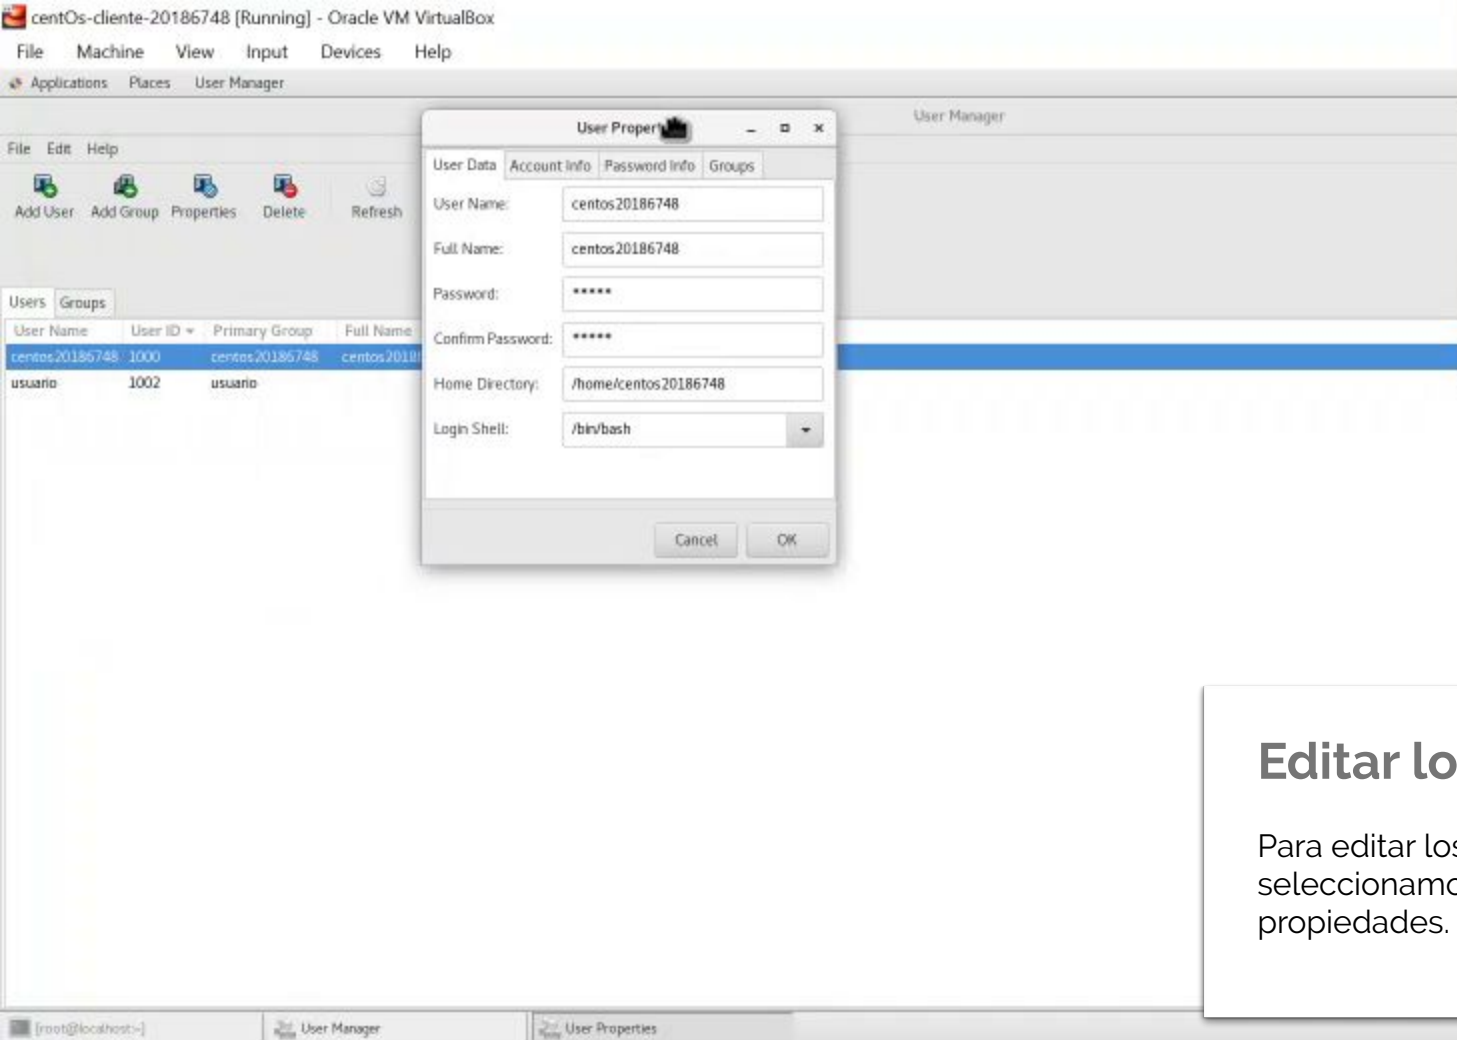 centOs-cliente-20186748 [Running] - Oracle VM VirtualBox
File Machine View Input Devices Help
Applications Places User Manager
User Manager
File Edit Help
Add User Add Group Properties Delete Refresh
Users Groups
User Name User ID Primary Group Full Name
centos20186748 1000 centos20186748 centos2018
usuario 1002 usuario
User Propert
User Data Account Info Password Info Groups
User Name: centos20186748
Full Name: centos20186748
Password: •••••
Confirm Password: •••••
Home Directory: /home/centos20186748
Login Shell: /bin/bash
Cancel OK
Editar lo
Para editar los
seleccionamo
propiedades.
[root@localhost:~] User Manager User Properties